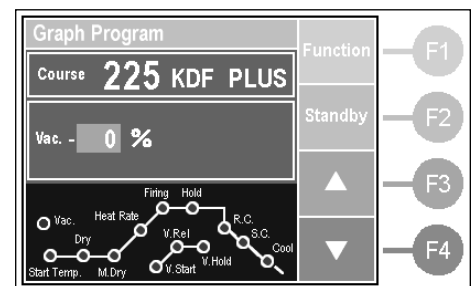 Graph Program
Function
F1
Course 225 KDF PLUS
Standby
F2
Vac. - 0 %
F3
Firing Hold
Vac. Heat Rate R.C.
Dry V.Rel S.C.
V.Hold Cool
Start Temp. M.Dry V.Start
F4